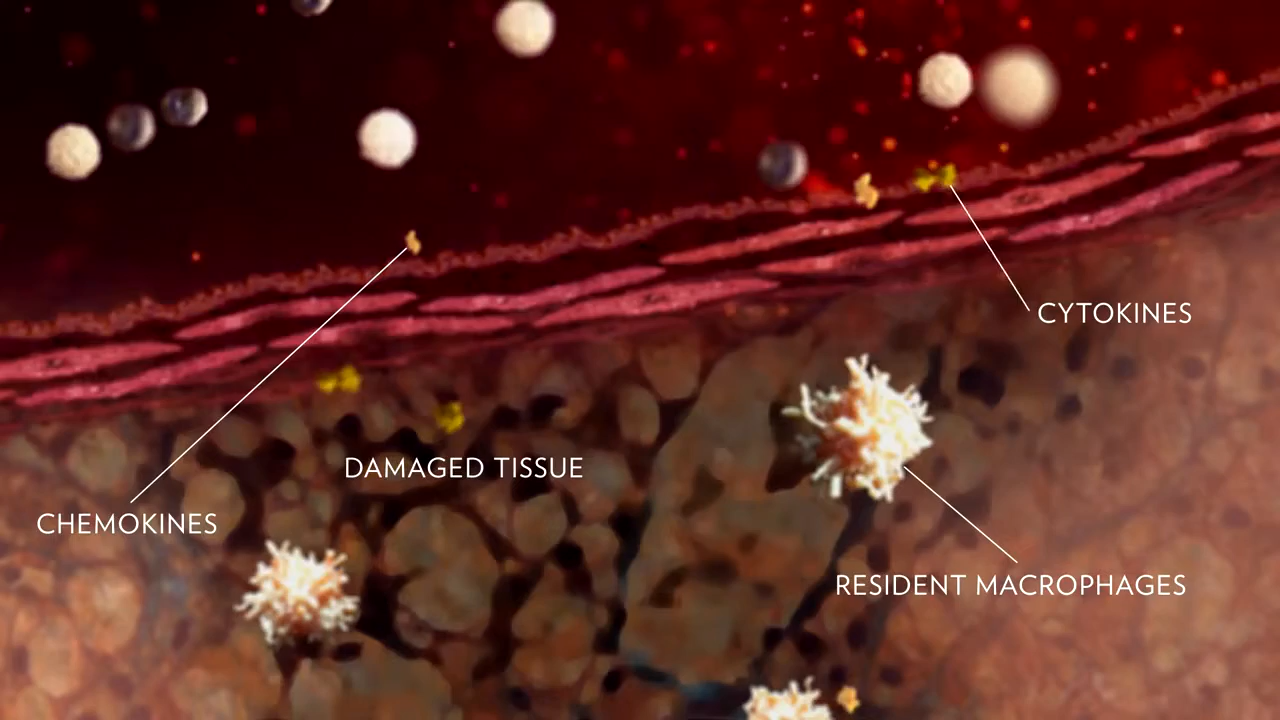 CYTOKINES
DAMAGED TISSUE
CHEMOKINES
RESIDENT MACROPHAGES